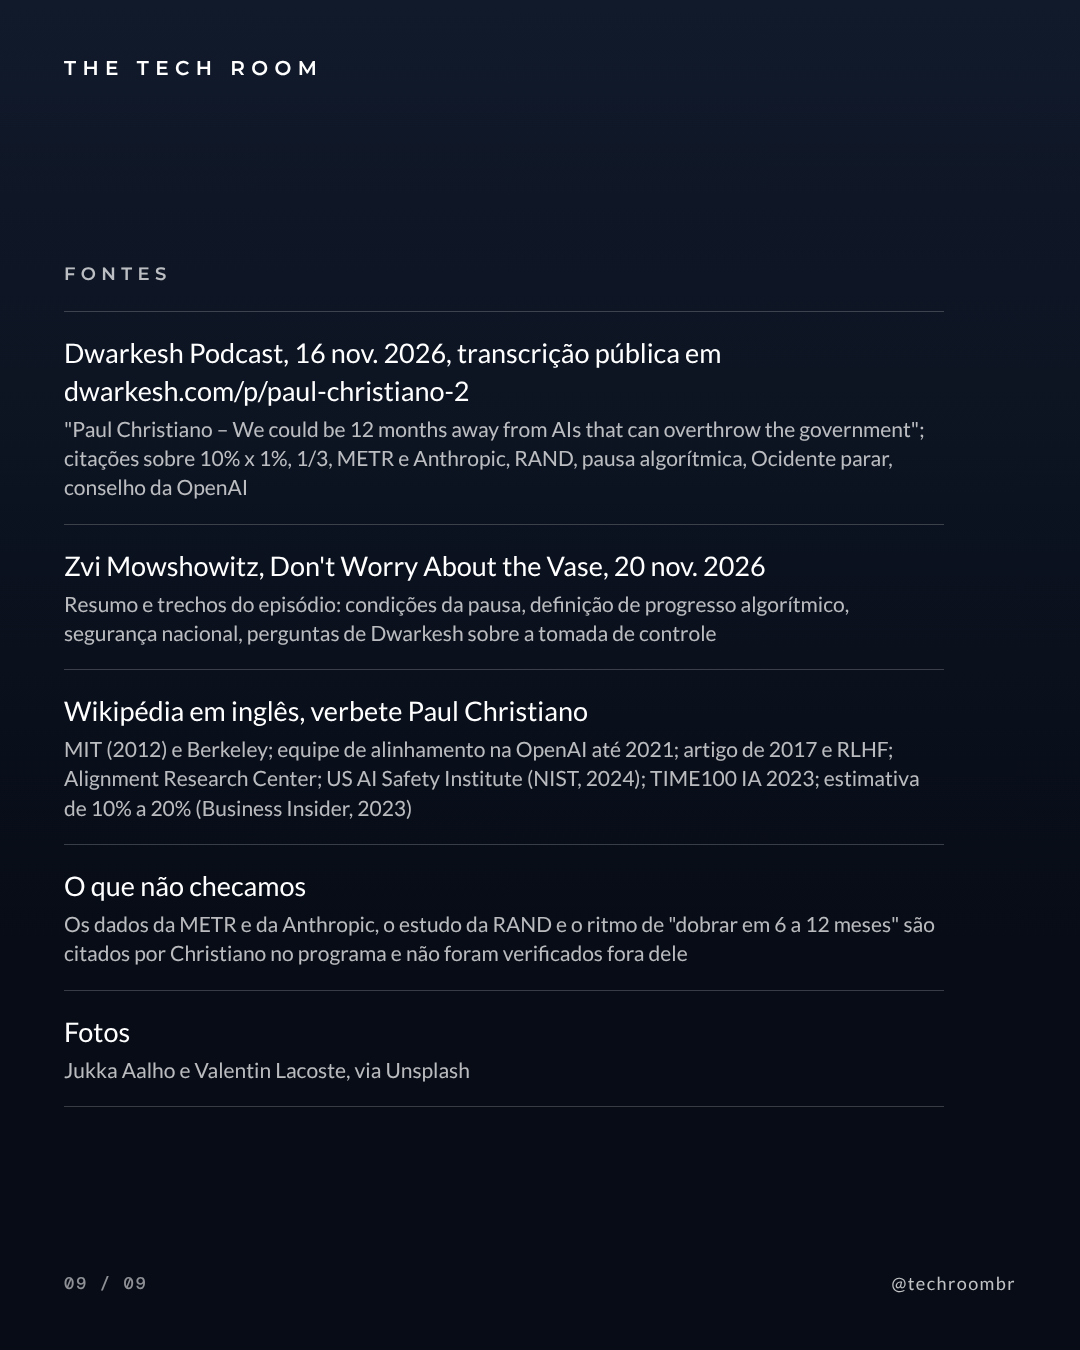 THE TECH ROOM
FONTES
Dwarkesh Podcast, 16 nov. 2026, transcrição pública em
dwarkesh.com/p/paul-christiano-2
"Paul Christiano – We could be 12 months away from AIs that can overthrow the government";
citações sobre 10% x 1%, 1/3, METR e Anthropic, RAND, pausa algorítmica, Ocidente parar,
conselho da OpenAI
Zvi Mowshowitz, Don't Worry About the Vase, 20 nov. 2026
Resumo e trechos do episódio: condições da pausa, definição de progresso algorítmico,
segurança nacional, perguntas de Dwarkesh sobre a tomada de controle
Wikipédia em inglês, verbete Paul Christiano
MIT (2012) e Berkeley; equipe de alinhamento na OpenAI até 2021; artigo de 2017 e RLHF;
Alignment Research Center; US AI Safety Institute (NIST, 2024); TIME100 IA 2023; estimativa
de 10% a 20% (Business Insider, 2023)
O que não checamos
Os dados da METR e da Anthropic, o estudo da RAND e o ritmo de "dobrar em 6 a 12 meses" são
citados por Christiano no programa e não foram verificados fora dele
Fotos
Jukka Aalho e Valentin Lacoste, via Unsplash
09 / 09
@techroombr